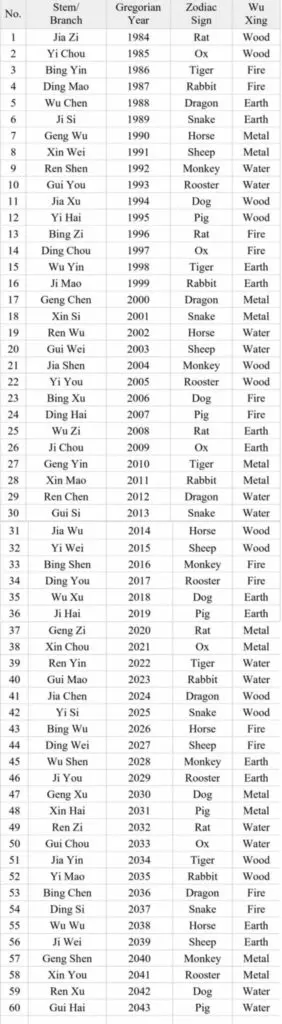 No. Stem/ Branch Gregorian Year Zodiac Sign Wu Xing
1 Jia Zi 1984 Rat Wood
2 Yi Chou 1985 Ox Wood
3 Bing Yin 1986 Tiger Fire
4 Ding Mao 1987 Rabbit Fire
5 Wu Chen 1988 Dragon Earth
6 Ji Si 1989 Snake Earth
7 Geng Wu 1990 Horse Metal
8 Xin Wei 1991 Sheep Metal
9 Ren Shen 1992 Monkey Water
10 Gui You 1993 Rooster Water
11 Jia Xu 1994 Dog Wood
12 Yi Hai 1995 Pig Wood
13 Bing Zi 1996 Rat Fire
14 Ding Chou 1997 Ox Fire
15 Wu Yin 1998 Tiger Earth
16 Ji Mao 1999 Rabbit Earth
17 Geng Chen 2000 Dragon Metal
18 Xin Si 2001 Snake Metal
19 Ren Wu 2002 Horse Water
20 Gui Wei 2003 Sheep Water
21 Jia Shen 2004 Monkey Wood
22 Yi You 2005 Rooster Wood
23 Bing Xu 2006 Dog Fire
24 Ding Hai 2007 Pig Fire
25 Wu Zi 2008 Rat Earth
26 Ji Chou 2009 Ox Earth
27 Geng Yin 2010 Tiger Metal
28 Xin Mao 2011 Rabbit Metal
29 Ren Chen 2012 Dragon Water
30 Gui Si 2013 Snake Water
31 Jia Wu 2014 Horse Wood
32 Yi Wei 2015 Sheep Wood
33 Bing Shen 2016 Monkey Fire
34 Ding You 2017 Rooster Fire
35 Wu Xu 2018 Dog Earth
36 Ji Hai 2019 Pig Earth
37 Geng Zi 2020 Rat Metal
38 Xin Chou 2021 Ox Metal
39 Ren Yin 2022 Tiger Water
40 Gui Mao 2023 Rabbit Water
41 Jia Chen 2024 Dragon Wood
42 Yi Si 2025 Snake Wood
43 Bing Wu 2026 Horse Fire
44 Ding Wei 2027 Sheep Fire
45 Wu Shen 2028 Monkey Earth
46 Ji You 2029 Rooster Earth
47 Geng Xu 2030 Dog Metal
48 Xin Hai 2031 Pig Metal
49 Ren Zi 2032 Rat Water
50 Gui Chou 2033 Ox Water
51 Jia Yin 2034 Tiger Wood
52 Yi Mao 2035 Rabbit Wood
53 Bing Chen 2036 Dragon Fire
54 Ding Si 2037 Snake Fire
55 Wu Wu 2038 Horse Earth
56 Ji Wei 2039 Sheep Earth
57 Geng Shen 2040 Monkey Metal
58 Xin You 2041 Rooster Metal
59 Ren Xu 2042 Dog Water
60 Gui Hai 2043 Pig Water